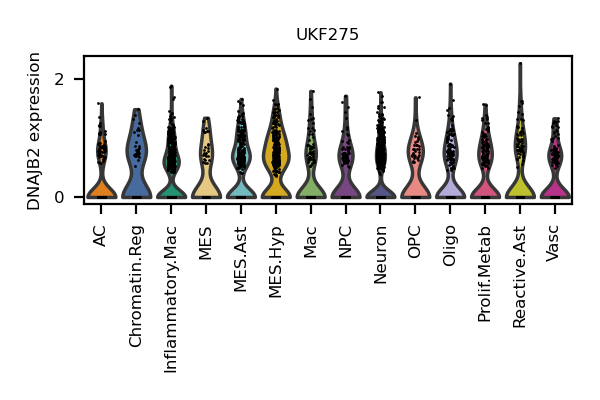 UKF275
DNAJB2 expression
2
0
AC
Chromatin.Reg
Inflammatory.Mac
MES
MES.Ast
MES.Hyp
Mac
NPC
Neuron
OPC
Oligo
Prolif.Metab
Reactive.Ast
Vasc